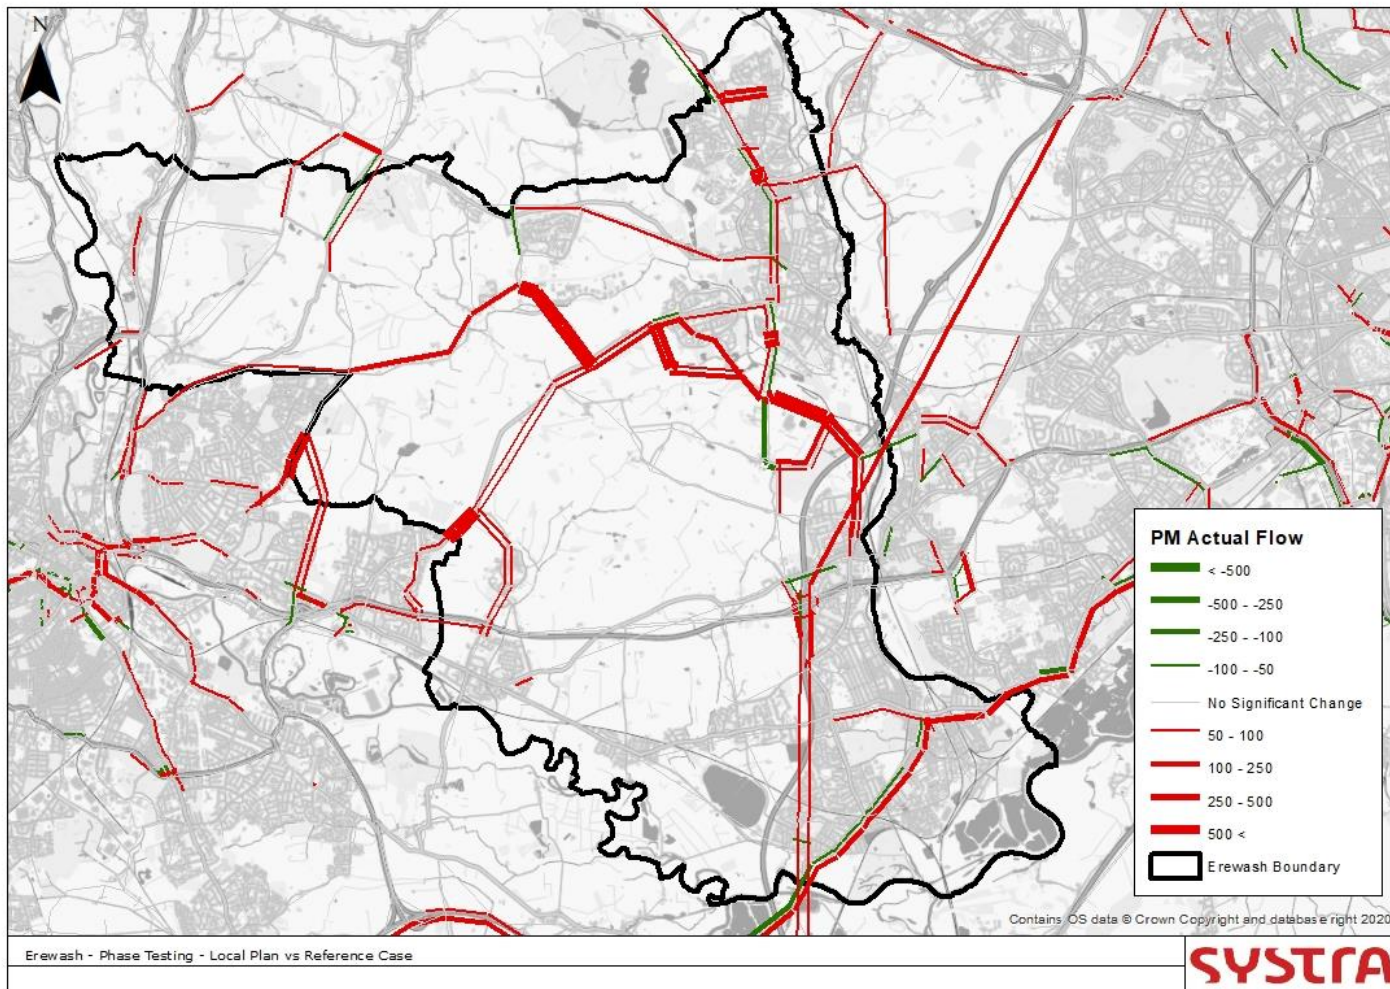 N
PM Actual Flow
< -500
-500 - -250
-250 - -100
-100 - -50
No Significant Change
50 - 100
100 - 250
250 - 500
500 <
Erewash Boundary
Contains OS data © Crown Copyright and database right 2020
Erewash - Phase Testing - Local Plan vs Reference Case
SYSTRA